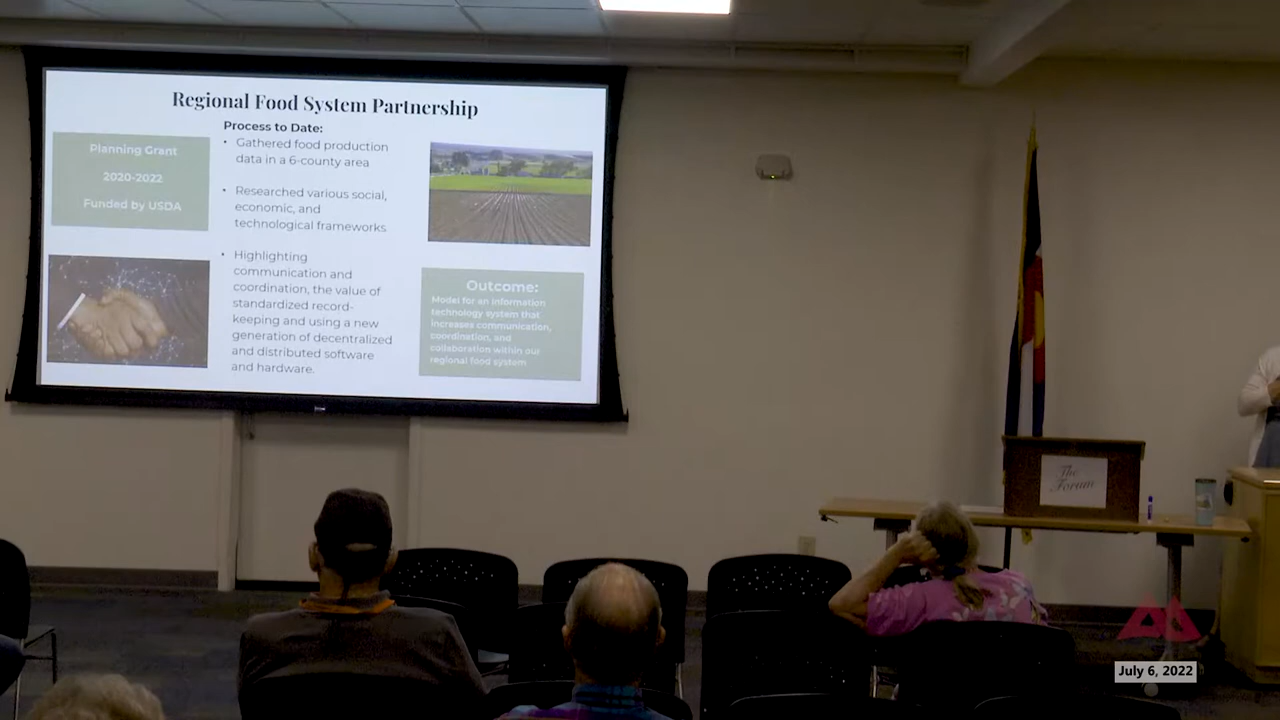 Regional Food System Partnership
Planning Grant
2020-2022
Funded by USDA
Process to Date:
• Gathered food production
data in a 6-county area
• Researched various social,
economic, and
technological frameworks
• Highlighting
communication and
coordination, the value of
standardized record-
keeping and using a new
generation of decentralized
and distributed software
and hardware.
Outcome:
Model for an information
technology system that
increases communication,
coordination, and
collaboration within our
regional food system
The
Forum
July 6, 2022